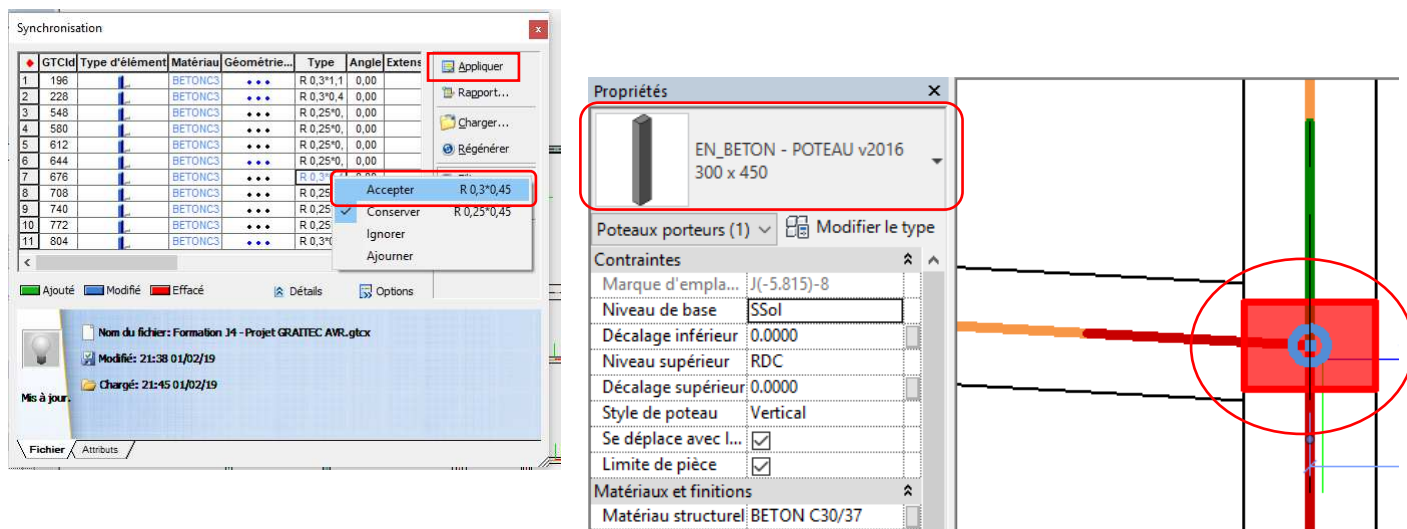 Synchronisation
GTCId Type d'élément Matériau Géométrie... Type Angle Extens
1 196 BETONC3 ••• R 0,3*1,1 0,00
2 228 BETONC3 ••• R 0,3*0,4 0,00
3 548 BETONC3 ••• R 0,25*0, 0,00
4 580 BETONC3 ••• R 0,25*0, 0,00
5 612 BETONC3 ••• R 0,25*0, 0,00
6 644 BETONC3 ••• R 0,25*0, 0,00
7 676 BETONC3 •••
8 708 BETONC3 ••• R 0,25
9 740 BETONC3 ••• R 0,25
10 772 BETONC3 ••• R 0,25
11 804 BETONC3 •••
Appliquer
Rapport...
Charger...
Régénérer
Accepter R 0,3*0,45
Conserver R 0,25*0,45
Ignorer
Ajourner
Ajouté Modifié Effacé Détails Options
Nom du fichier: Formation J4 - Projet GRAITEC AVR.gtcx
Modifié: 21:38 01/02/19
Chargé: 21:45 01/02/19
Mis à jour.
Fichier Attributs
Propriétés
EN_BETON - POTEAU v2016
300 x 450
Poteaux porteurs (1) Modifier le type
Contraintes
Marque d'empla... J(-5.815)-8
Niveau de base SSol
Décalage inférieur 0.0000
Niveau supérieur RDC
Décalage supérieur 0.0000
Style de poteau Vertical
Se déplace avec l...
Limite de pièce
Matériaux et finitions
Matériau structurel BETON C30/37